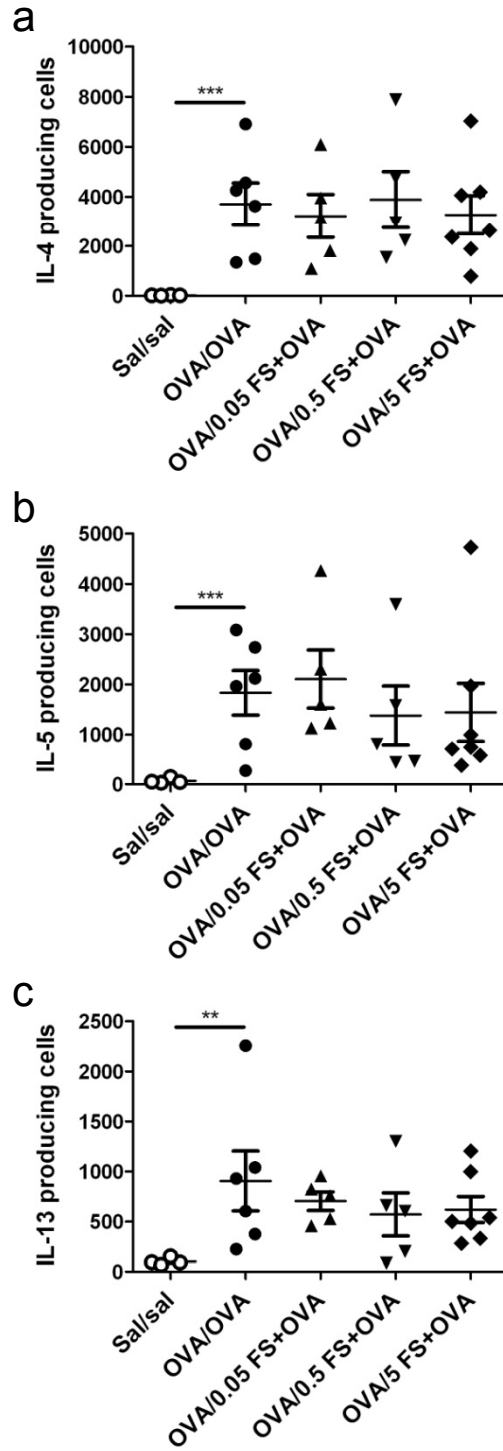 a
IL-4 producing cells
10000
8000
6000
4000
2000
0
***
Sal/sal
OVA/OVA
OVA/0.05 FS+OVA
OVA/0.5 FS+OVA
OVA/5 FS+OVA
b
IL-5 producing cells
5000
4000
3000
2000
1000
0
***
Sal/sal
OVA/OVA
OVA/0.05 FS+OVA
OVA/0.5 FS+OVA
OVA/5 FS+OVA
c
IL-13 producing cells
2500
2000
1500
1000
500
0
**
Sal/sal
OVA/OVA
OVA/0.05 FS+OVA
OVA/0.5 FS+OVA
OVA/5 FS+OVA